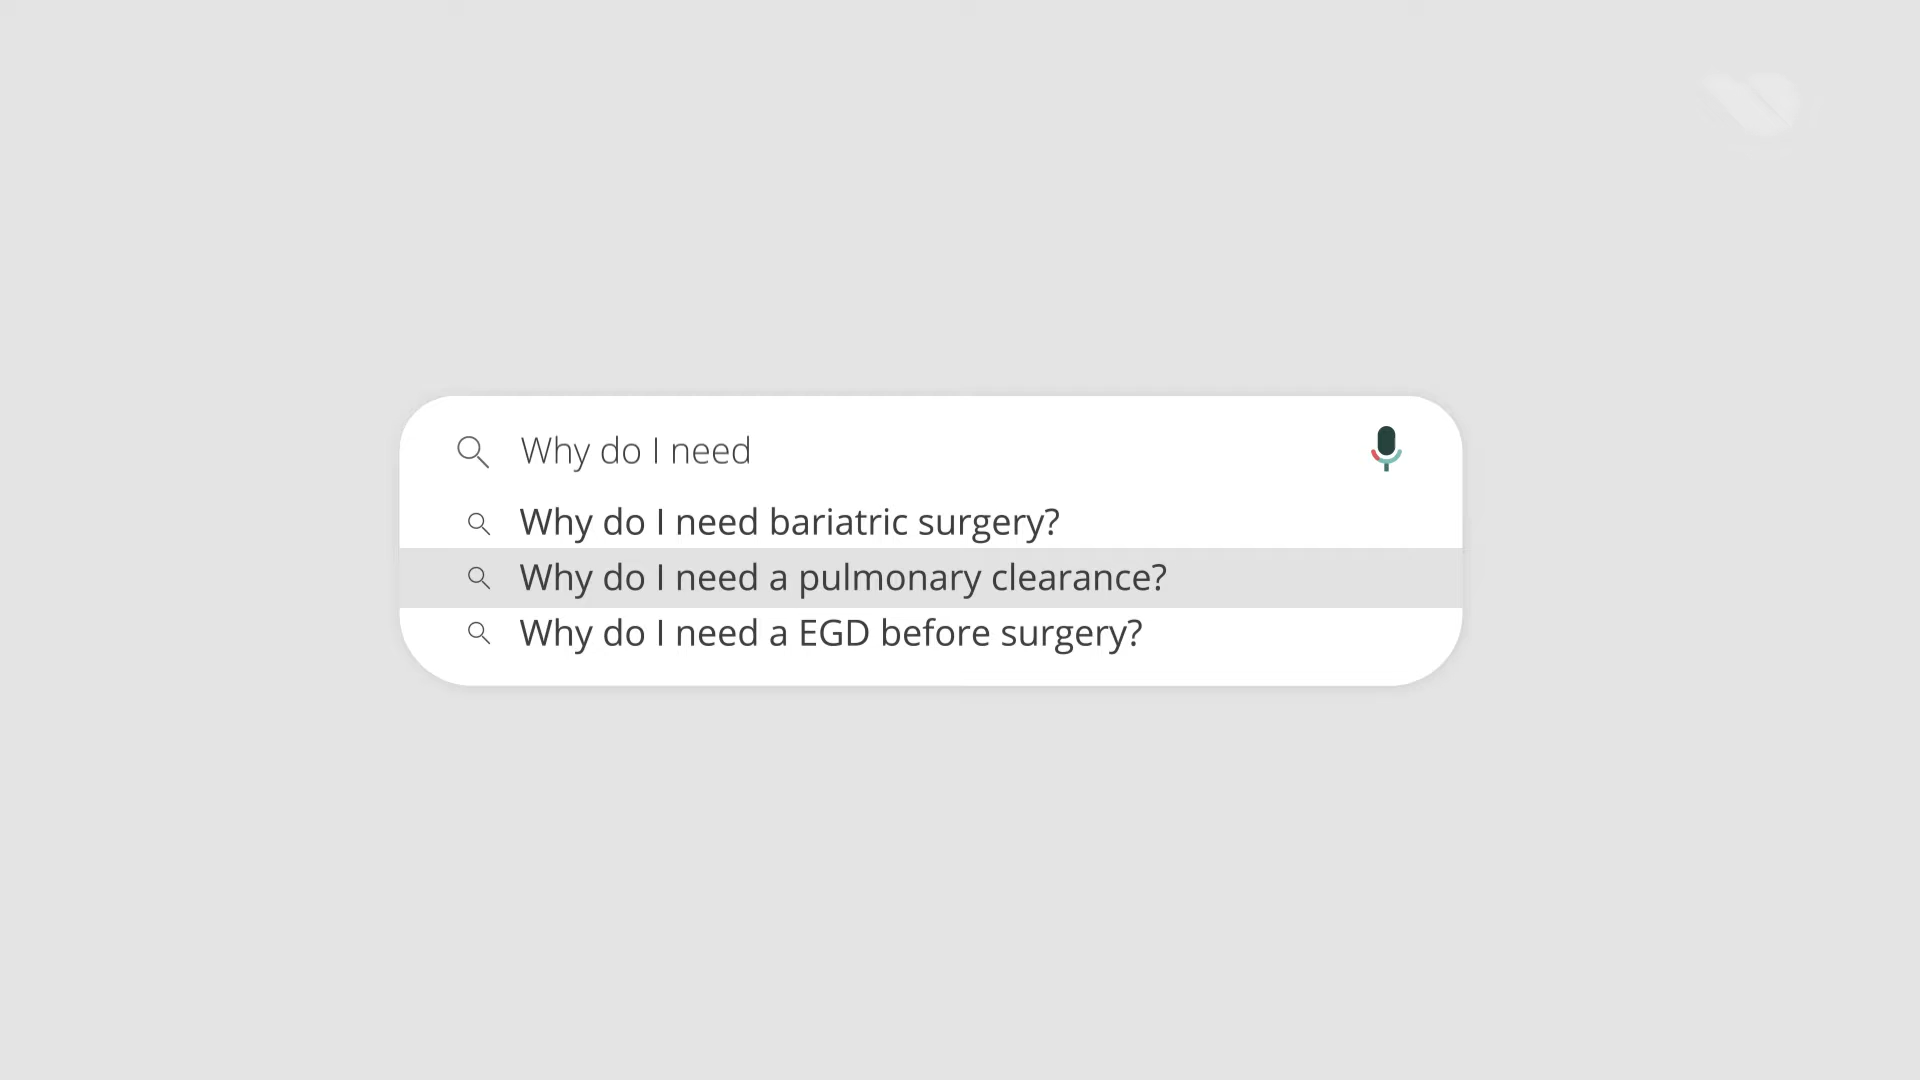 Why do I need
Why do I need bariatric surgery?
Why do I need a pulmonary clearance?
Why do I need a EGD before surgery?